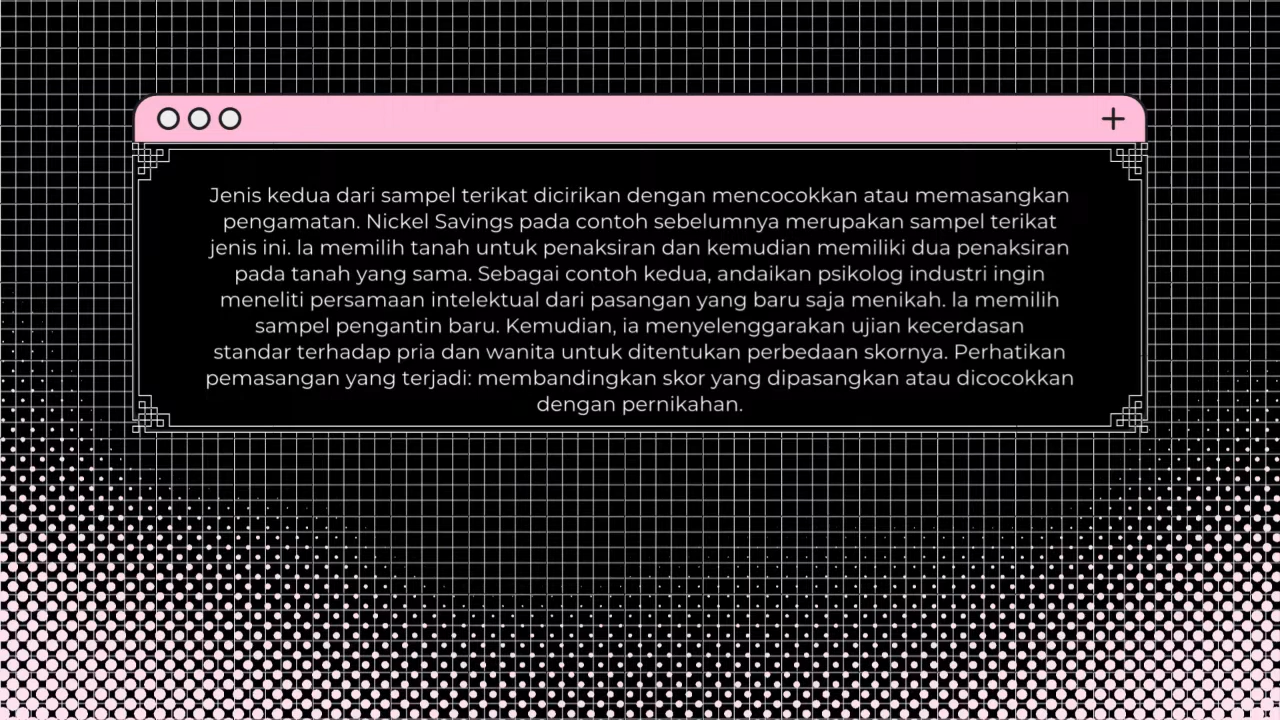 Jenis kedua dari sampel terikat dicirikan dengan mencocokkan atau memasangkan
pengamatan. Nickel Savings pada contoh sebelumnya merupakan sampel terikat
jenis ini. Ia memilih tanah untuk penaksiran dan kemudian memiliki dua penaksiran
pada tanah yang sama. Sebagai contoh kedua, andaikan psikolog industri ingin
meneliti persamaan intelektual dari pasangan yang baru saja menikah. Ia memilih
sampel pengantin baru. Kemudian, ia menyelenggarakan ujian kecerdasan
standar terhadap pria dan wanita untuk ditentukan perbedaan skornya. Perhatikan
pemasangan yang terjadi: membandingkan skor yang dipasangkan atau dicocokkan
dengan pernikahan.